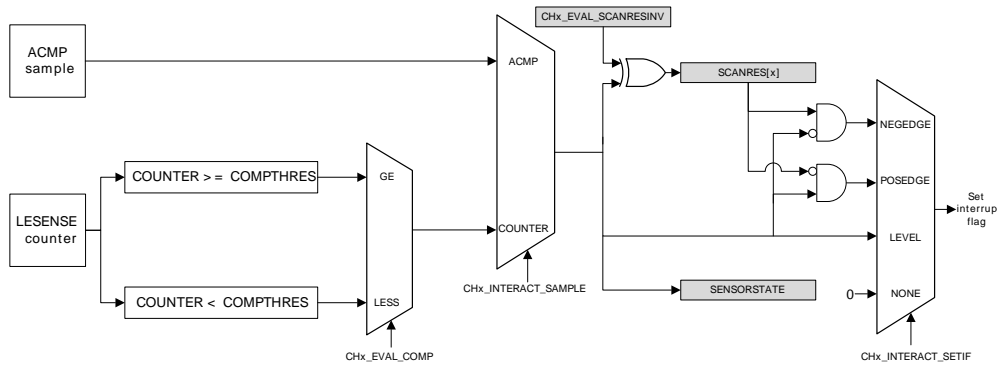 CHx_EVAL_SCANRESINV
ACMP
sample
ACMP
SCANRES[x]
NEGEDGE
COUNTER >= COMPTHRES
GE
POSEDGE
LESENSE
counter
COUNTER
Set
interrup
flag
LEVEL
CHx_INTERACT_SAMPLE
SENSORSTATE
COUNTER < COMPTHRES
LESS
0
NONE
CHx_EVAL_COMP
CHx_INTERACT_SETIF